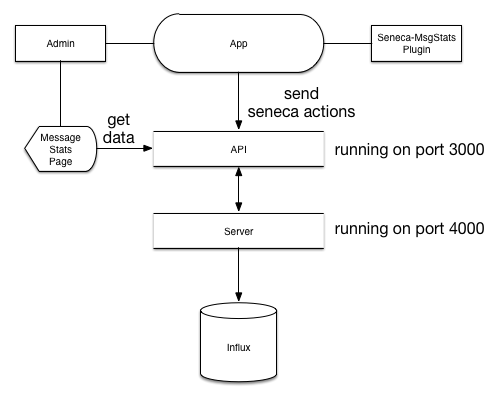 Admin
App
Seneca-MsgStats
Plugin
send
seneca actions
get
data
Message
Stats
Page
API
running on port 3000
Server
running on port 4000
Influx